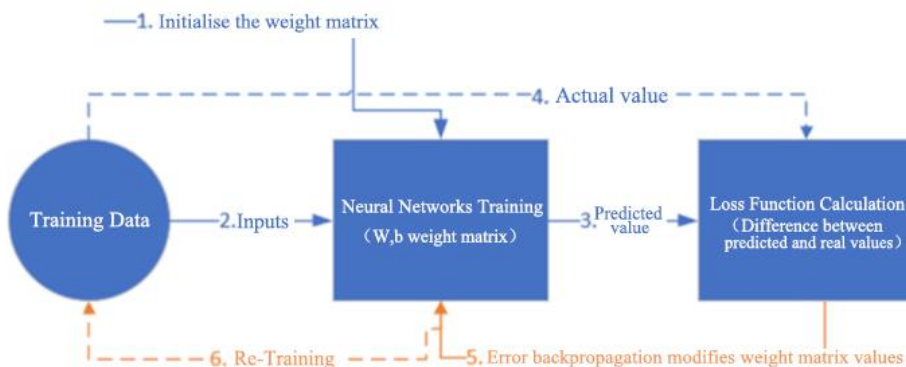 1. Initialise the weight matrix
4. Actual value
Training Data
2.Inputs
Neural Networks Training
（W,b weight matrix）
3.Predicted
value
Loss Function Calculation
（Difference between
predicted and real values）
6. Re-Training
5. Error backpropagation modifies weight matrix values